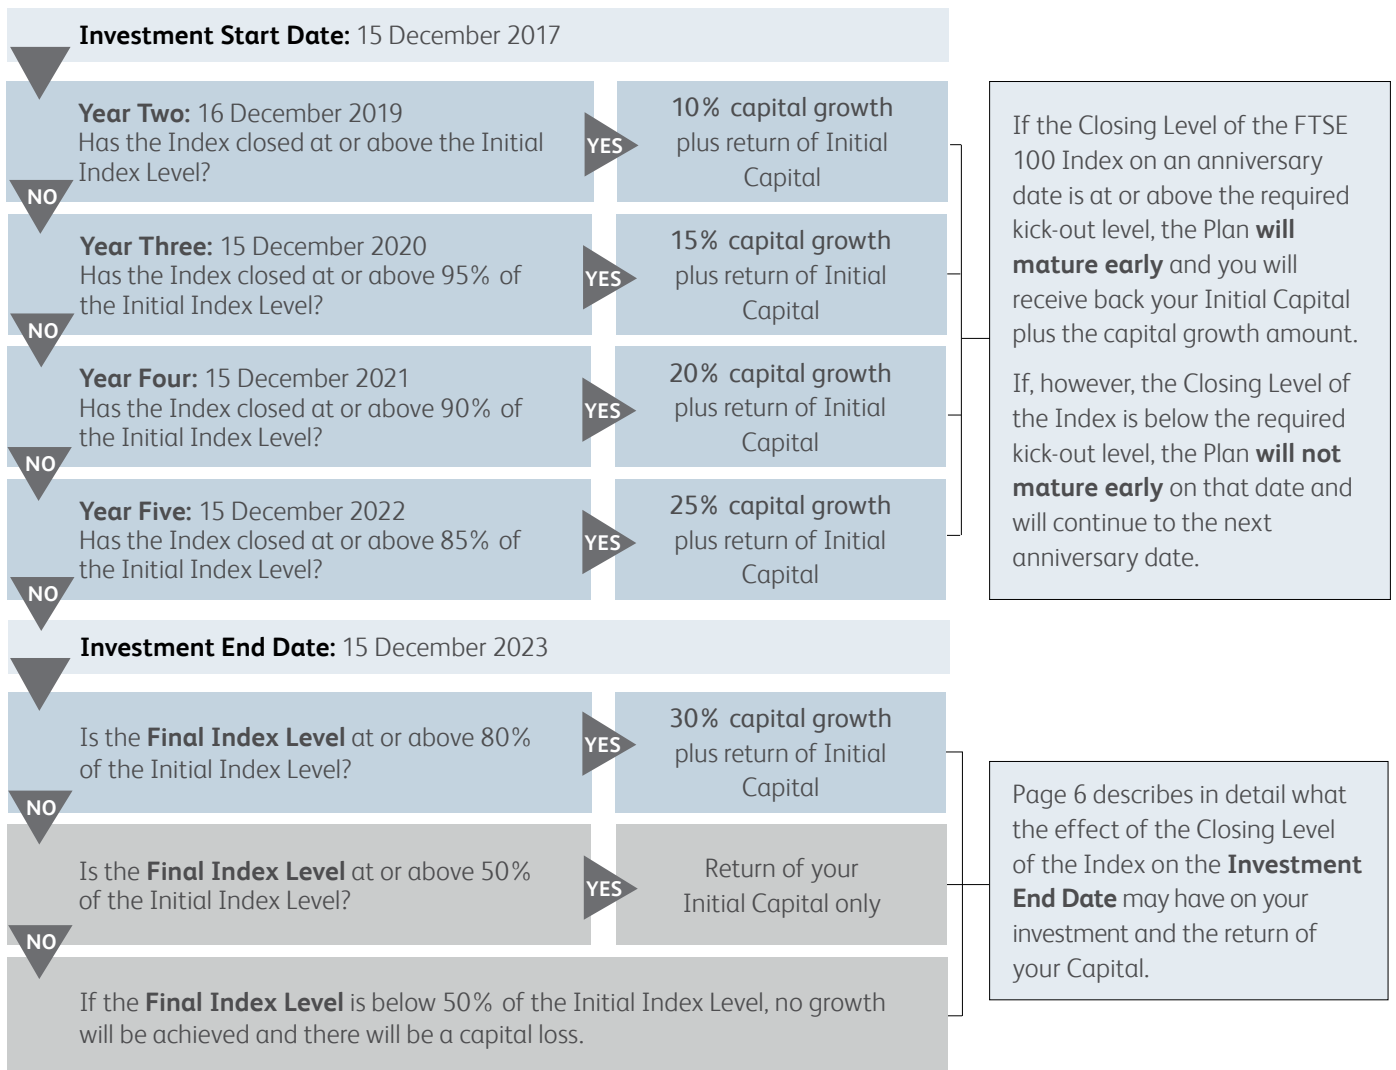 Investment Start Date: 15 December 2017
Year Two: 16 December 2019
Has the Index closed at or above the Initial
Index Level?
YES
10% capital growth
plus return of Initial
Capital
NO
Year Three: 15 December 2020
Has the Index closed at or above 95% of
the Initial Index Level?
YES
15% capital growth
plus return of Initial
Capital
NO
Year Four: 15 December 2021
Has the Index closed at or above 90% of
the Initial Index Level?
YES
20% capital growth
plus return of Initial
Capital
NO
Year Five: 15 December 2022
Has the Index closed at or above 85% of
the Initial Index Level?
YES
25% capital growth
plus return of Initial
Capital
NO
If the Closing Level of the FTSE
100 Index on an anniversary
date is at or above the required
kick-out level, the Plan will
mature early and you will
receive back your Initial Capital
plus the capital growth amount.
If, however, the Closing Level of
the Index is below the required
kick-out level, the Plan will not
mature early on that date and
will continue to the next
anniversary date.
Investment End Date: 15 December 2023
Is the Final Index Level at or above 80%
of the Initial Index Level?
YES
30% capital growth
plus return of Initial
Capital
NO
Is the Final Index Level at or above 50%
of the Initial Index Level?
YES
Return of your
Initial Capital only
NO
If the Final Index Level is below 50% of the Initial Index Level, no growth
will be achieved and there will be a capital loss.
Page 6 describes in detail what
the effect of the Closing Level
of the Index on the Investment
End Date may have on your
investment and the return of
your Capital.